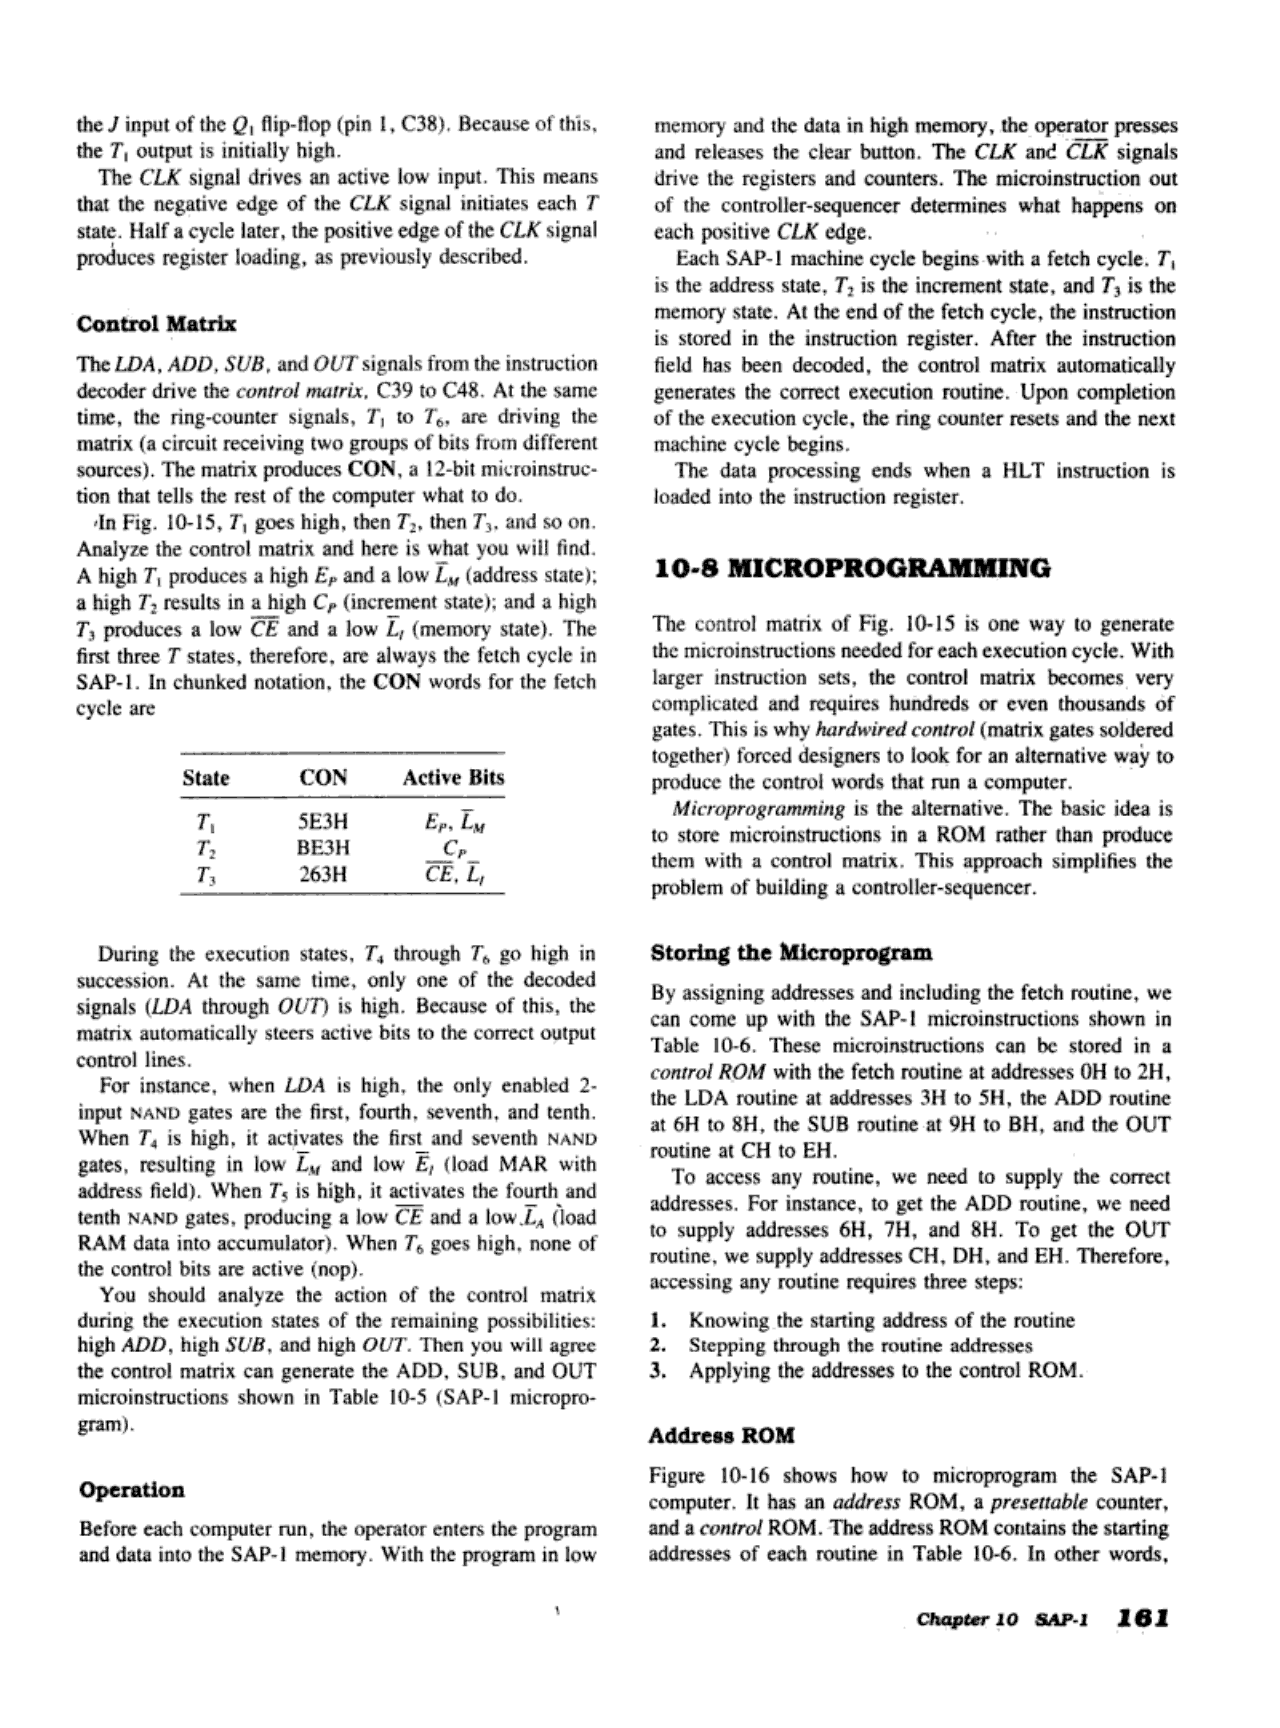 the J input of the Q₁ flip-flop (pin 1, C38). Because of this,
the T₁ output is initially high.
The CLK signal drives an active low input. This means
that the negative edge of the CLK signal initiates each T
state. Half a cycle later, the positive edge of the CLK signal
produces register loading, as previously described.
Control Matrix
The LDA, ADD, SUB, and OUT signals from the instruction
decoder drive the control matrix, C39 to C48. At the same
time, the ring-counter signals, T₁ to T₆, are driving the
matrix (a circuit receiving two groups of bits from different
sources). The matrix produces CON, a 12-bit microinstruc-
tion that tells the rest of the computer what to do.
In Fig. 10-15, T₁ goes high, then T₂, then T₃, and so on.
Analyze the control matrix and here is what you will find.
A high T₁ produces a high E_P and a low L̅_M (address state);
a high T₂ results in a high C_P (increment state); and a high
T₃ produces a low C̅E̅ and a low L̅_I (memory state). The
first three T states, therefore, are always the fetch cycle in
SAP-1. In chunked notation, the CON words for the fetch
cycle are
State CON Active Bits
T₁ 5E3H E_P, L̅_M
T₂ BE3H C_P
T₃ 263H C̅E̅, L̅_I
During the execution states, T₄ through T₆ go high in
succession. At the same time, only one of the decoded
signals (LDA through OUT) is high. Because of this, the
matrix automatically steers active bits to the correct output
control lines.
For instance, when LDA is high, the only enabled 2-
input NAND gates are the first, fourth, seventh, and tenth.
When T₄ is high, it activates the first and seventh NAND
gates, resulting in low L̅_M and low E̅_I (load MAR with
address field). When T₅ is high, it activates the fourth and
tenth NAND gates, producing a low C̅E̅ and a low L̅_A (load
RAM data into accumulator). When T₆ goes high, none of
the control bits are active (nop).
You should analyze the action of the control matrix
during the execution states of the remaining possibilities:
high ADD, high SUB, and high OUT. Then you will agree
the control matrix can generate the ADD, SUB, and OUT
microinstructions shown in Table 10-5 (SAP-1 micropro-
gram).
Operation
Before each computer run, the operator enters the program
and data into the SAP-1 memory. With the program in low
memory and the data in high memory, the operator presses
and releases the clear button. The CLK and C̅L̅K̅ signals
drive the registers and counters. The microinstruction out
of the controller-sequencer determines what happens on
each positive CLK edge.
Each SAP-1 machine cycle begins with a fetch cycle. T₁
is the address state, T₂ is the increment state, and T₃ is the
memory state. At the end of the fetch cycle, the instruction
is stored in the instruction register. After the instruction
field has been decoded, the control matrix automatically
generates the correct execution routine. Upon completion
of the execution cycle, the ring counter resets and the next
machine cycle begins.
The data processing ends when a HLT instruction is
loaded into the instruction register.
10-8 MICROPROGRAMMING
The control matrix of Fig. 10-15 is one way to generate
the microinstructions needed for each execution cycle. With
larger instruction sets, the control matrix becomes very
complicated and requires hundreds or even thousands of
gates. This is why hardwired control (matrix gates soldered
together) forced designers to look for an alternative way to
produce the control words that run a computer.
Microprogramming is the alternative. The basic idea is
to store microinstructions in a ROM rather than produce
them with a control matrix. This approach simplifies the
problem of building a controller-sequencer.
Storing the Microprogram
By assigning addresses and including the fetch routine, we
can come up with the SAP-1 microinstructions shown in
Table 10-6. These microinstructions can be stored in a
control ROM with the fetch routine at addresses 0H to 2H,
the LDA routine at addresses 3H to 5H, the ADD routine
at 6H to 8H, the SUB routine at 9H to BH, and the OUT
routine at CH to EH.
To access any routine, we need to supply the correct
addresses. For instance, to get the ADD routine, we need
to supply addresses 6H, 7H, and 8H. To get the OUT
routine, we supply addresses CH, DH, and EH. Therefore,
accessing any routine requires three steps:
1. Knowing the starting address of the routine
2. Stepping through the routine addresses
3. Applying the addresses to the control ROM.
Address ROM
Figure 10-16 shows how to microprogram the SAP-1
computer. It has an address ROM, a presettable counter,
and a control ROM. The address ROM contains the starting
addresses of each routine in Table 10-6. In other words,
Chapter 10 SAP-1 161